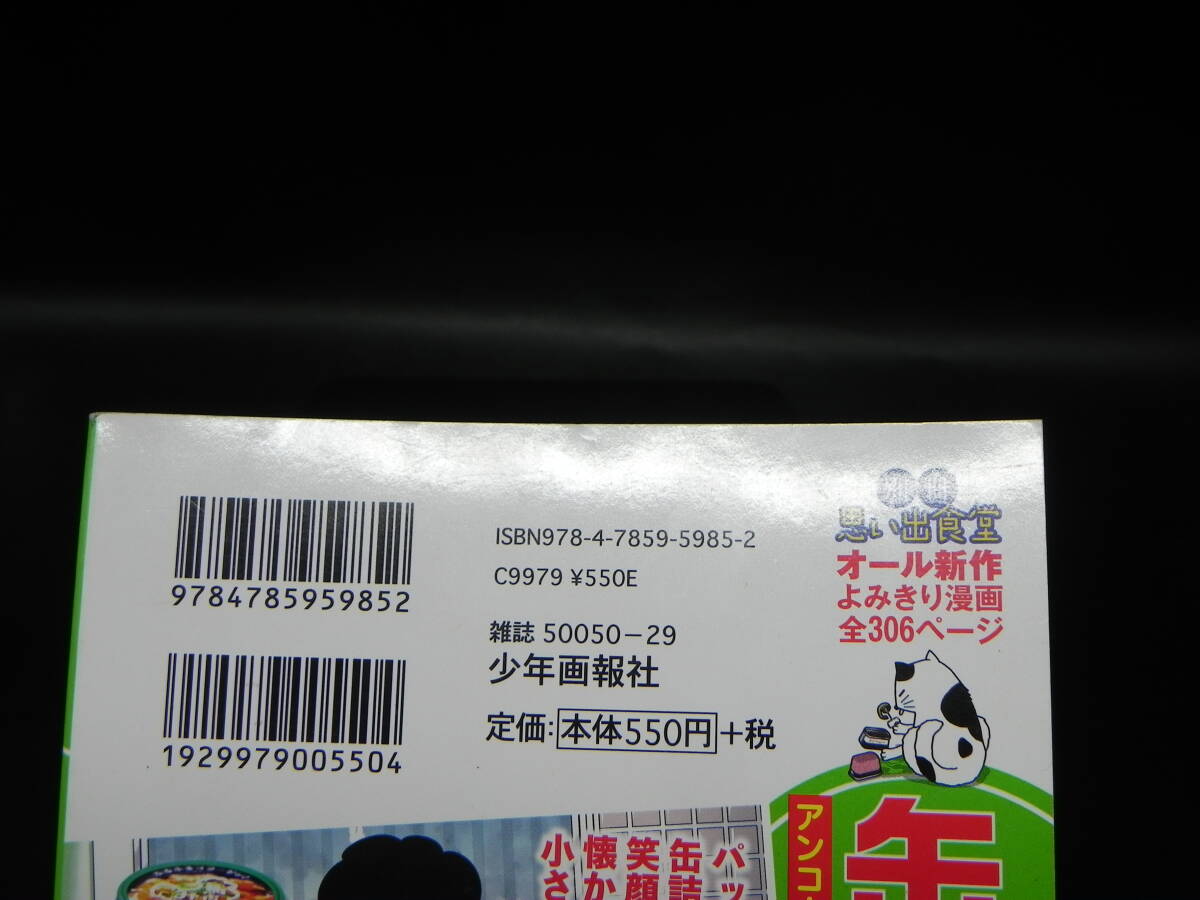 9784785959852
1929979005504
ISBN978-4-7859-5985-2
C9979 ¥550E
雑誌 50050-29
少年画報社
定価:本体550円+税
思い出食堂
オール新作
よみきり漫画
全306ページ
アンコ
缶
パッ
缶詰
笑顔
懐か
小さ